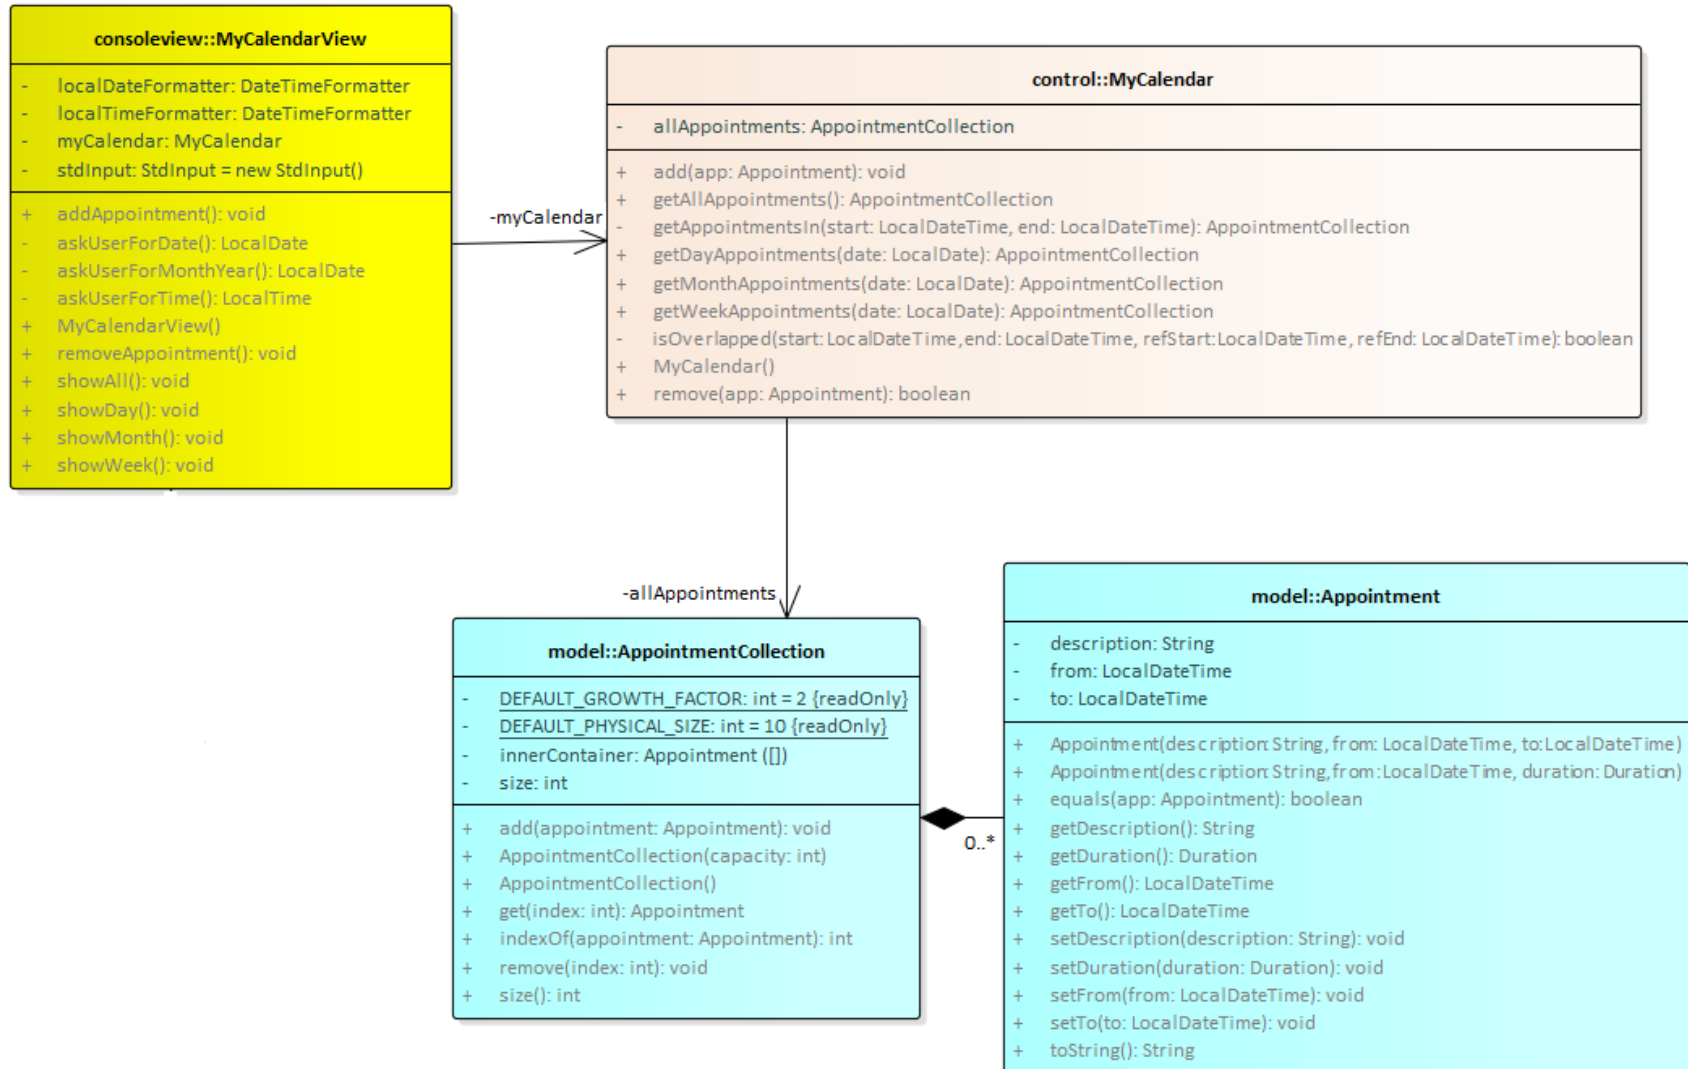 consoleview::MyCalendarView
- localDateFormatter: DateTimeFormatter
- localTimeFormatter: DateTimeFormatter
- myCalendar: MyCalendar
- stdInput: StdInput = new StdInput()
+ addAppointment(): void
- askUserForDate(): LocalDate
- askUserForMonthYear(): LocalDate
- askUserForTime(): LocalTime
+ MyCalendarView()
+ removeAppointment(): void
+ showAll(): void
+ showDay(): void
+ showMonth(): void
+ showWeek(): void
-myCalendar
control::MyCalendar
- allAppointments: AppointmentCollection
+ add(app: Appointment): void
+ getAllAppointments(): AppointmentCollection
- getAppointmentsIn(start: LocalDateTime, end: LocalDateTime): AppointmentCollection
+ getDayAppointments(date: LocalDate): AppointmentCollection
+ getMonthAppointments(date: LocalDate): AppointmentCollection
+ getWeekAppointments(date: LocalDate): AppointmentCollection
- isOverlapped(start: LocalDateTime,end: LocalDateTime, refStart:LocalDateTime, refEnd: LocalDateTime): boolean
+ MyCalendar()
+ remove(app: Appointment): boolean
-allAppointments
model::AppointmentCollection
- DEFAULT_GROWTH_FACTOR: int = 2 {readOnly}
- DEFAULT_PHYSICAL_SIZE: int = 10 {readOnly}
- innerContainer: Appointment ([])
- size: int
+ add(appointment: Appointment): void
+ AppointmentCollection(capacity: int)
+ AppointmentCollection()
+ get(index: int): Appointment
+ indexOf(appointment: Appointment): int
+ remove(index: int): void
+ size(): int
0..*
model::Appointment
- description: String
- from: LocalDateTime
- to: LocalDateTime
+ Appointment(description:String, from: LocalDateTime, to:LocalDateTime)
+ Appointment(description:String,from:LocalDateTime, duration: Duration)
+ equals(app: Appointment): boolean
+ getDescription(): String
+ getDuration(): Duration
+ getFrom(): LocalDateTime
+ getTo(): LocalDateTime
+ setDescription(description: String): void
+ setDuration(duration: Duration): void
+ setFrom(from: LocalDateTime): void
+ setTo(to: LocalDateTime): void
+ toString(): String